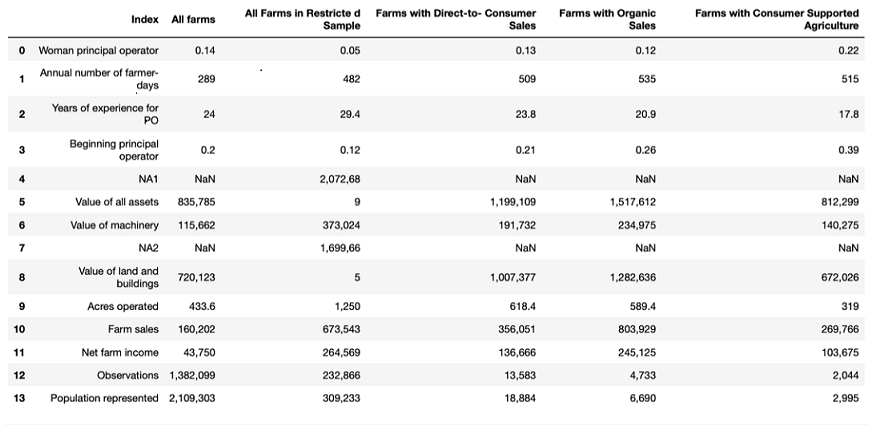 Index All farms All Farms in Restricte d Sample Farms with Direct-to- Consumer Sales Farms with Organic Sales Farms with Consumer Supported Agriculture
0 Woman principal operator 0.14 0.05 0.13 0.12 0.22
1 Annual number of farmer-days 289 482 509 535 515
2 Years of experience for PO 24 29.4 23.8 20.9 17.8
3 Beginning principal operator 0.2 0.12 0.21 0.26 0.39
4 NA1 NaN 2,072,68 NaN NaN NaN
5 Value of all assets 835,785 9 1,199,109 1,517,612 812,299
6 Value of machinery 115,662 373,024 191,732 234,975 140,275
7 NA2 NaN 1,699,66 NaN NaN NaN
8 Value of land and buildings 720,123 5 1,007,377 1,282,636 672,026
9 Acres operated 433.6 1,250 618.4 589.4 319
10 Farm sales 160,202 673,543 356,051 803,929 269,766
11 Net farm income 43,750 264,569 136,666 245,125 103,675
12 Observations 1,382,099 232,866 13,583 4,733 2,044
13 Population represented 2,109,303 309,233 18,884 6,690 2,995